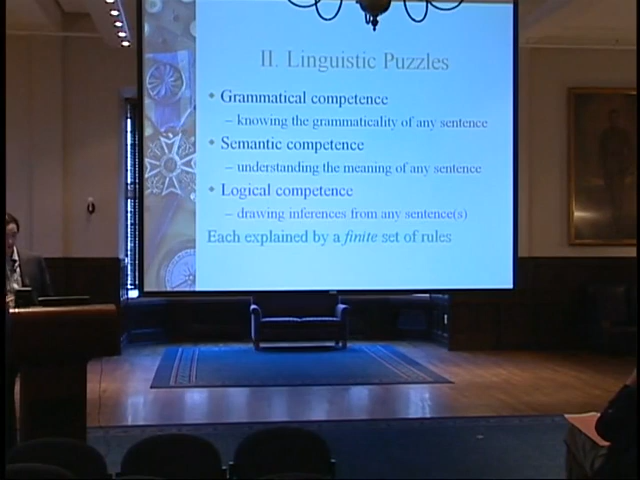 II. Linguistic Puzzles
Grammatical competence
– knowing the grammaticality of any sentence
Semantic competence
– understanding the meaning of any sentence
Logical competence
– drawing inferences from any sentence(s)
Each explained by a finite set of rules